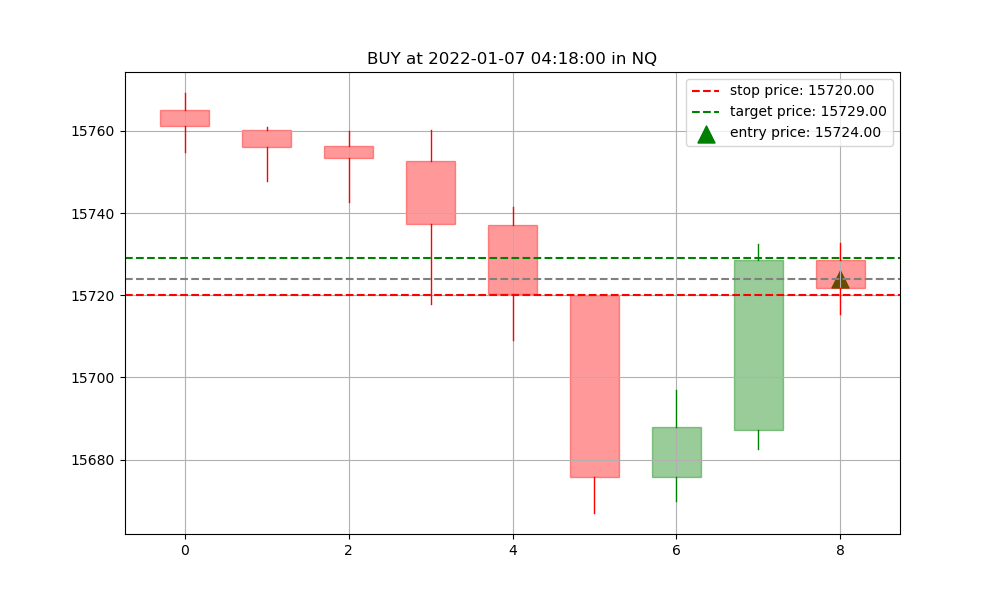 BUY at 2022-01-07 04:18:00 in NQ
stop price: 15720.00
target price: 15729.00
entry price: 15724.00
15760
15740
15720
15700
15680
0 2 4 6 8